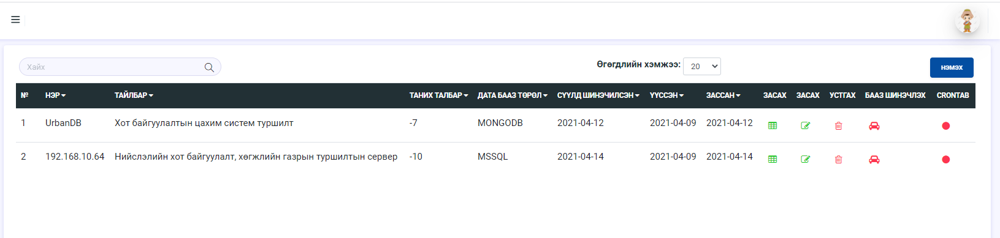 Хайх
Өгөгдлийн хэмжээ: 20
нэмэх
№ НЭР ТАЙЛБАР ТАНИХ ТАЛБАР ДАТА БААЗ ТӨРӨЛ СҮҮЛД ШИНЭЧИЛСЭН ҮҮССЭН ЗАССАН ЗАСАХ ЗАСАХ УСТГАХ БААЗ ШИНЭЧЛЭХ CRONTAB
1 UrbanDB Хот байгуулалтын цахим систем туршилт -7 MONGODB 2021-04-12 2021-04-09 2021-04-12
2 192.168.10.64 Нийслэлийн хот байгуулалт, хөгжлийн газрын туршилтын сервер -10 MSSQL 2021-04-14 2021-04-09 2021-04-14